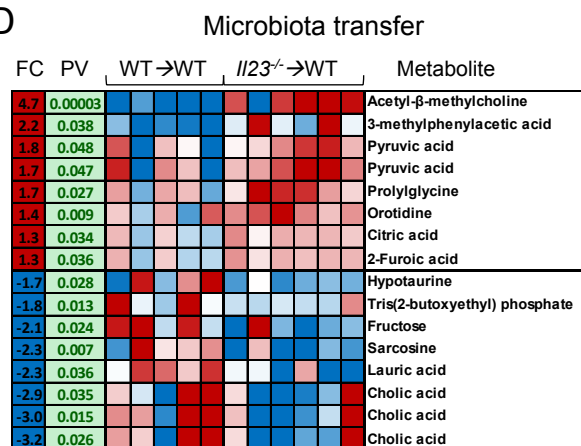 D
Microbiota transfer
FC PV WT→WT Il23-/-→WT Metabolite
4.7 0.00003 Acetyl-β-methylcholine
2.2 0.038 3-methylphenylacetic acid
1.8 0.048 Pyruvic acid
1.7 0.047 Pyruvic acid
1.7 0.027 Prolylglycine
1.4 0.009 Orotidine
1.3 0.034 Citric acid
1.3 0.036 2-Furoic acid
-1.7 0.028 Hypotaurine
-1.8 0.013 Tris(2-butoxyethyl) phosphate
-2.1 0.024 Fructose
-2.3 0.007 Sarcosine
-2.3 0.036 Lauric acid
-2.9 0.035 Cholic acid
-3.0 0.015 Cholic acid
-3.2 0.026 Cholic acid